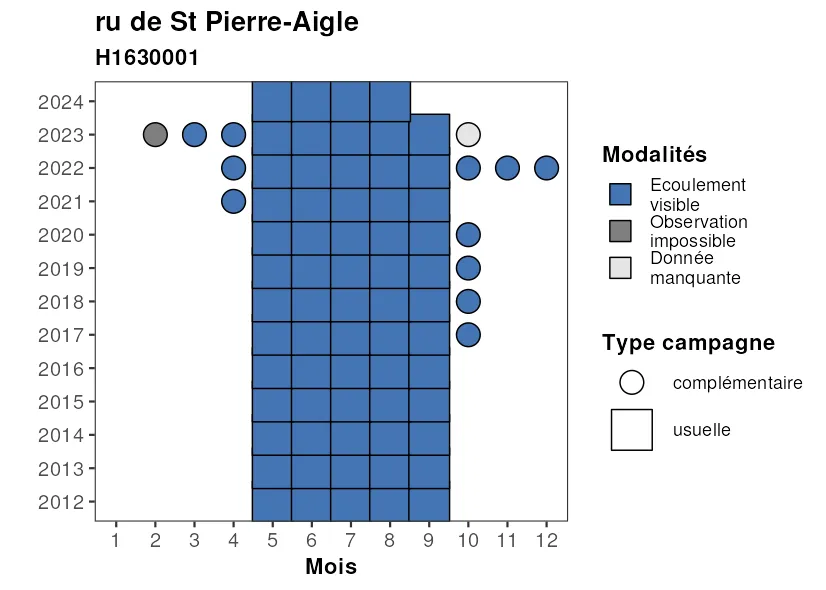 ru de St Pierre-Aigle
H1630001
2024
2023
2022
2021
2020
2019
2018
2017
2016
2015
2014
2013
2012
1 2 3 4 5 6 7 8 9 10 11 12
Mois
Modalités
Ecoulement
visible
Observation
impossible
Donnée
manquante
Type campagne
complémentaire
usuelle